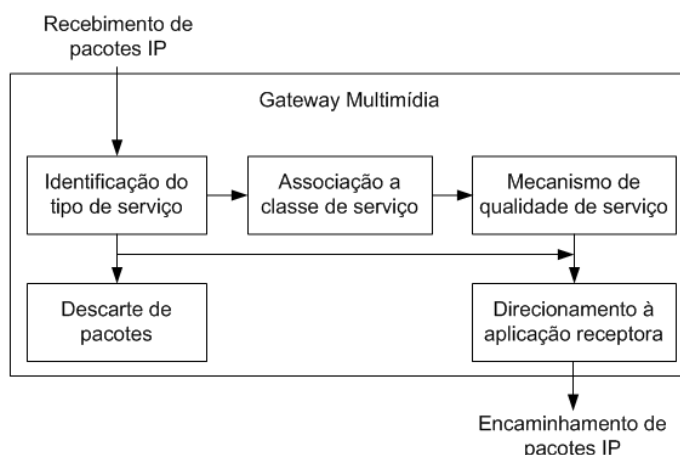 Recebimento de
pacotes IP
Gateway Multimídia
Identificação do
tipo de serviço
Associação a
classe de serviço
Mecanismo de
qualidade de serviço
Descarte de
pacotes
Direcionamento à
aplicação receptora
Encaminhamento de
pacotes IP